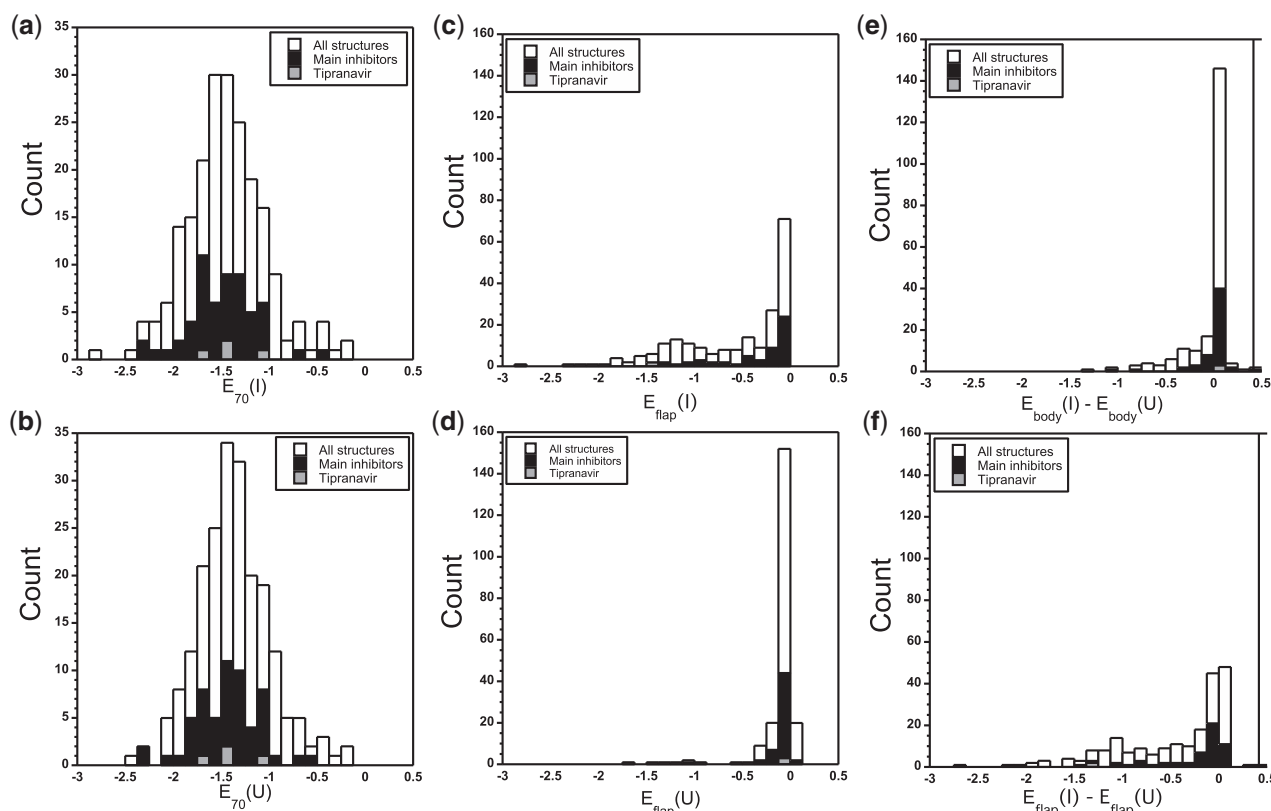 (a)
35
30
25
20
15
10
5
0
Count
All structures
Main inhibitors
Tipranavir
-3 -2.5 -2 -1.5 -1 -0.5 0 0.5
E70(I)
(c)
160
140
120
100
80
60
40
20
0
Count
All structures
Main inhibitors
Tipranavir
-3 -2.5 -2 -1.5 -1 -0.5 0 0.5
Eflap(I)
(e)
160
140
120
100
80
60
40
20
0
Count
All structures
Main inhibitors
Tipranavir
-3 -2.5 -2 -1.5 -1 -0.5 0 0.5
Ebody(I) - Ebody(U)
(b)
35
30
25
20
15
10
5
0
Count
All structures
Main inhibitors
Tipranavir
-3 -2.5 -2 -1.5 -1 -0.5 0 0.5
E70(U)
(d)
160
140
120
100
80
60
40
20
0
Count
All structures
Main inhibitors
Tipranavir
-3 -2.5 -2 -1.5 -1 -0.5 0 0.5
Eflap(U)
(f)
160
140
120
100
80
60
40
20
0
Count
All structures
Main inhibitors
Tipranavir
-3 -2.5 -2 -1.5 -1 -0.5 0 0.5
Eflap(I) - Eflap(U)